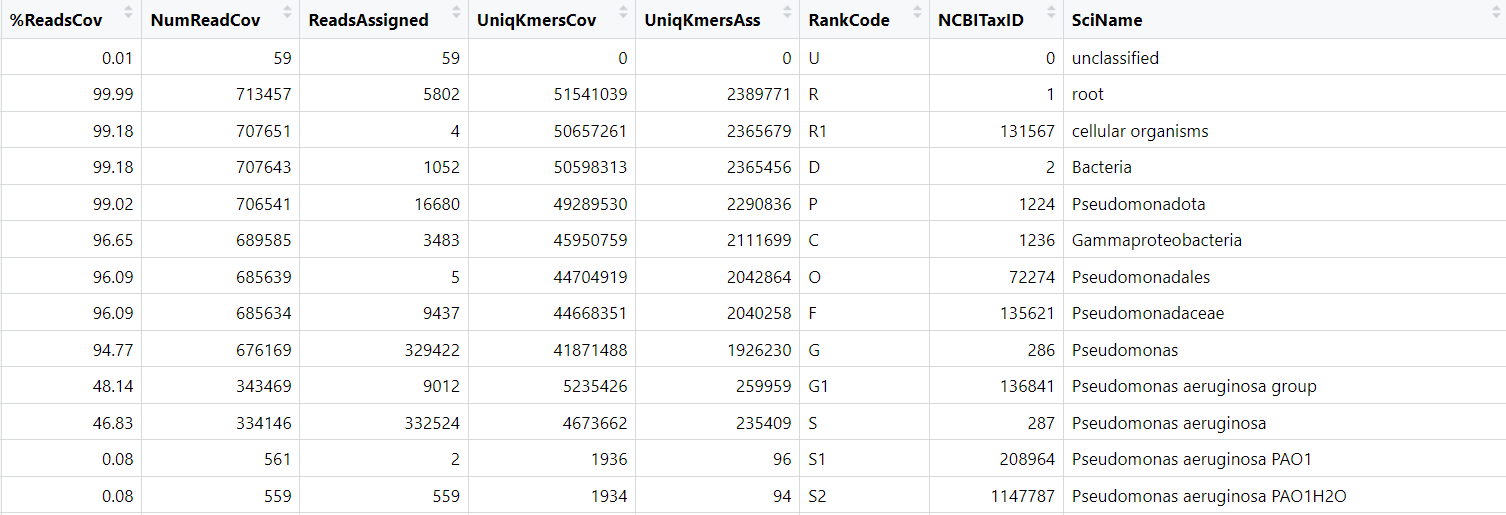 %ReadsCov NumReadCov ReadsAssigned UniqKmersCov UniqKmersAss RankCode NCBITaxID SciName
0.01 59 59 0 0 U 0 unclassified
99.99 713457 5802 51541039 2389771 R 1 root
99.18 707651 4 50657261 2365679 R1 131567 cellular organisms
99.18 707643 1052 50598313 2365456 D 2 Bacteria
99.02 706541 16680 49289530 2290836 P 1224 Pseudomonadota
96.65 689585 3483 45950759 2111699 C 1236 Gammaproteobacteria
96.09 685639 5 44704919 2042864 O 72274 Pseudomonadales
96.09 685634 9437 44668351 2040258 F 135621 Pseudomonadaceae
94.77 676169 329422 41871488 1926230 G 286 Pseudomonas
48.14 343469 9012 5235426 259959 G1 136841 Pseudomonas aeruginosa group
46.83 334146 332524 4673662 235409 S 287 Pseudomonas aeruginosa
0.08 561 2 1936 96 S1 208964 Pseudomonas aeruginosa PAO1
0.08 559 559 1934 94 S2 1147787 Pseudomonas aeruginosa PAO1H2O